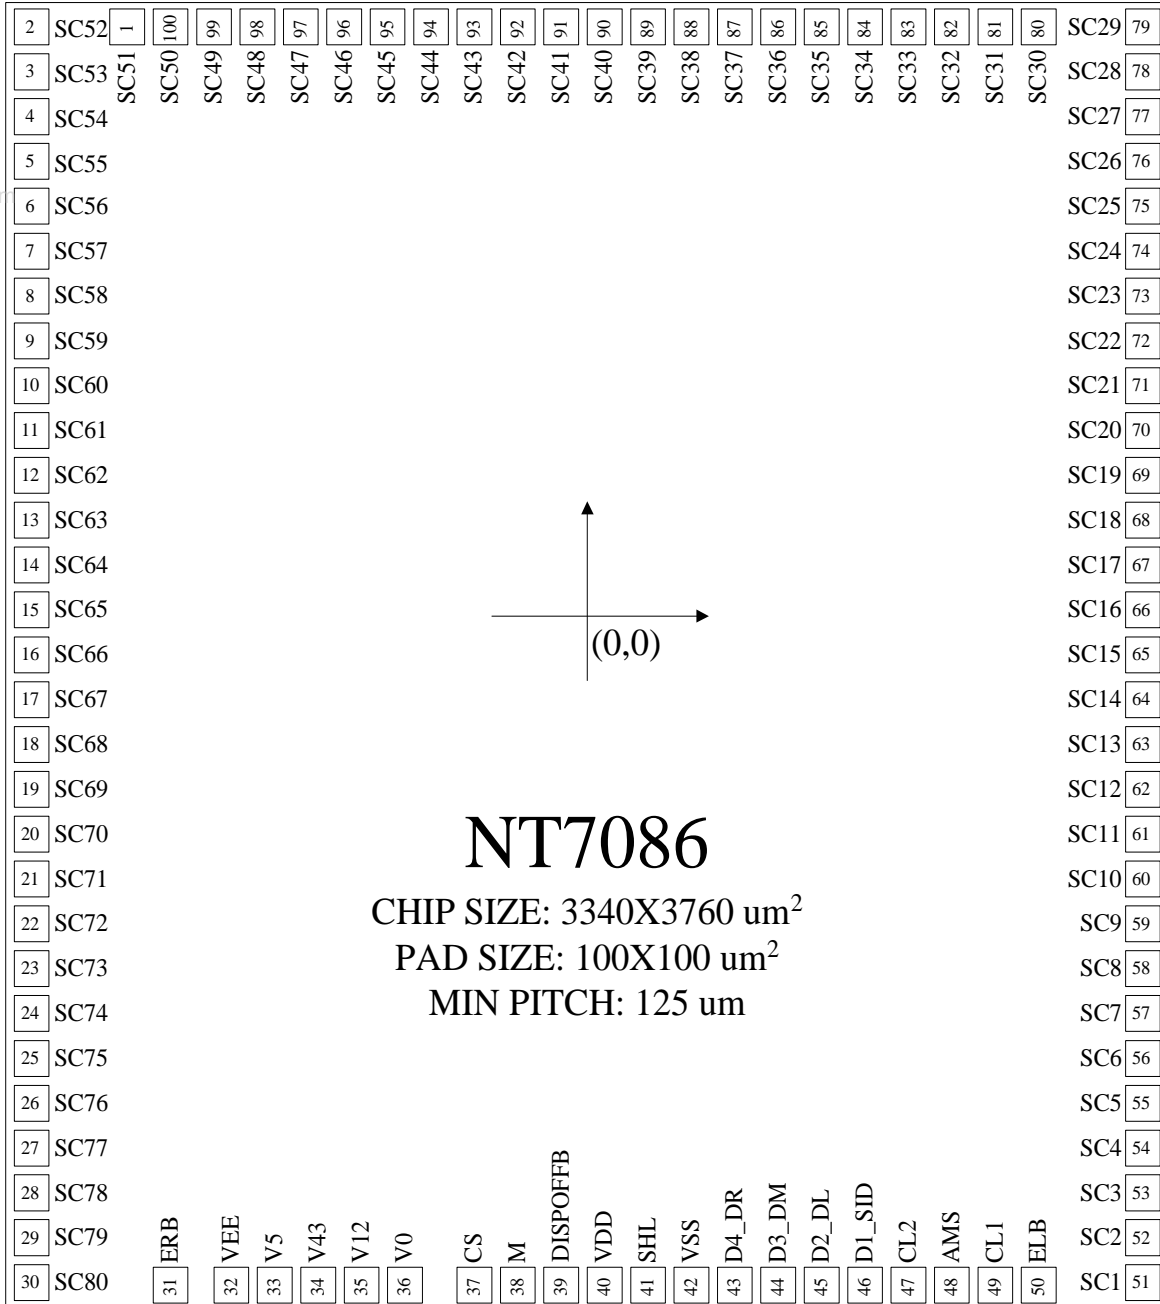 2 SC52 1 100 99 98 97 96 95 94 93 92 91 90 89 88 87 86 85 84 83 82 81 80 SC29 79
3 SC53 SC51 SC50 SC49 SC48 SC47 SC46 SC45 SC44 SC43 SC42 SC41 SC40 SC39 SC38 SC37 SC36 SC35 SC34 SC33 SC32 SC31 SC30 SC28 78
4 SC54 SC27 77
5 SC55 SC26 76
6 SC56 SC25 75
7 SC57 SC24 74
8 SC58 SC23 73
9 SC59 SC22 72
10 SC60 SC21 71
11 SC61 SC20 70
12 SC62 SC19 69
13 SC63 SC18 68
14 SC64 SC17 67
15 SC65 SC16 66
(0,0)
16 SC66 SC15 65
17 SC67 SC14 64
18 SC68 SC13 63
19 SC69 SC12 62
20 SC70 SC11 61
NT7086
21 SC71 SC10 60
22 SC72 SC9 59
CHIP SIZE: 3340X3760 um²
PAD SIZE: 100X100 um²
23 SC73 SC8 58
MIN PITCH: 125 um
24 SC74 SC7 57
25 SC75 SC6 56
26 SC76 SC5 55
27 SC77 SC4 54
28 SC78 SC3 53
29 SC79 ERB VEE V5 V43 V12 V0 CS M DISPOFFB VDD SHL VSS D4_DR D3_DM D2_DL D1_SID CL2 AMS CL1 ELB SC2 52
30 SC80 31 32 33 34 35 36 37 38 39 40 41 42 43 44 45 46 47 48 49 50 SC1 51